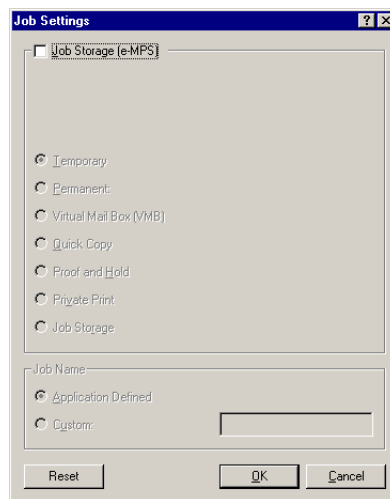 Job Settings
Job Storage (e-MPS)
Temporary
Permanent:
Virtual Mail Box (VMB)
Quick Copy
Proof and Hold
Private Print
Job Storage
Job Name
Application Defined
Custom:
Reset OK Cancel